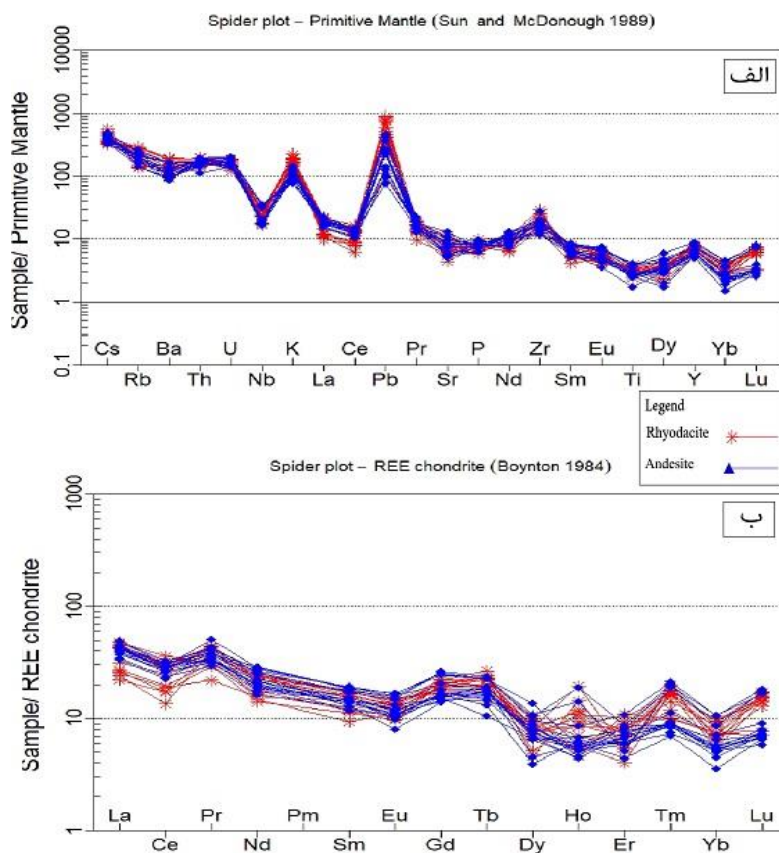 Spider plot – Primitive Mantle (Sun and McDonough 1989)
الف
Sample/ Primitive Mantle
10000
1000
100
10
1
0.1
Cs Ba U K Ce Pr P Zr Eu Dy Yb
Rb Th Nb La Pb Sr Nd Sm Ti Y Lu
Legend
Rhyodacite
Andesite
Spider plot – REE chondrite (Boynton 1984)
ب
Sample/ REE chondrite
1000
100
10
1
La Pr Pm Eu Tb Ho Tm Lu
Ce Nd Sm Gd Dy Er Yb